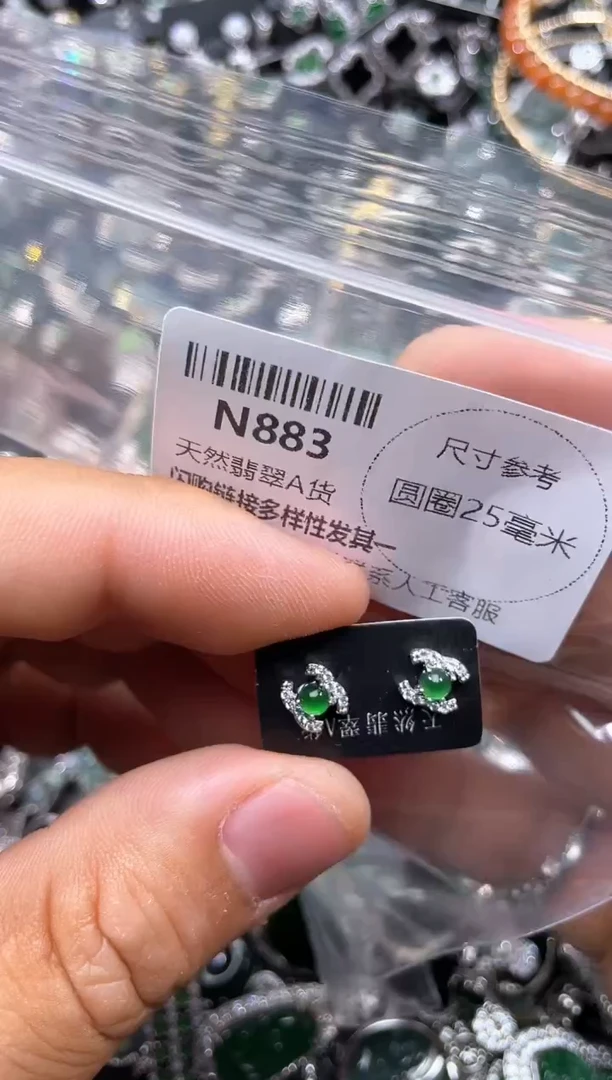 N883
天然翡翠A货
闪购链接多样性发其一
系人工客服
尺寸参考
圆圈25毫米
天然翡翠A货